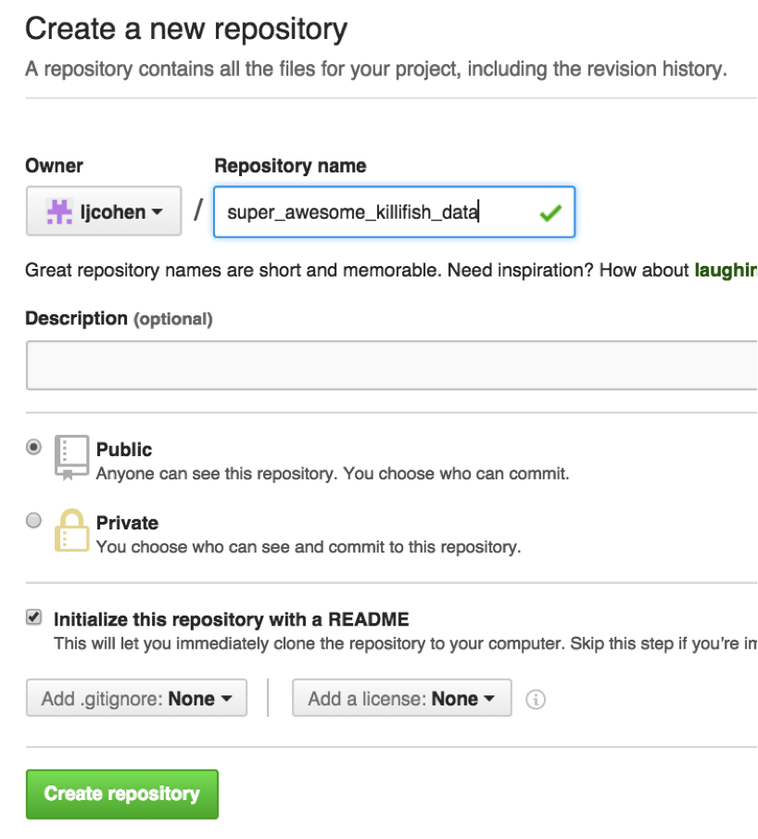 Create a new repository
A repository contains all the files for your project, including the revision history.
Owner
Repository name
ljcohen / super_awesome_killifish_data
Great repository names are short and memorable. Need inspiration? How about laughin
Description (optional)
Public
Anyone can see this repository. You choose who can commit.
Private
You choose who can see and commit to this repository.
Initialize this repository with a README
This will let you immediately clone the repository to your computer. Skip this step if you're im
Add .gitignore: None
Add a license: None
Create repository